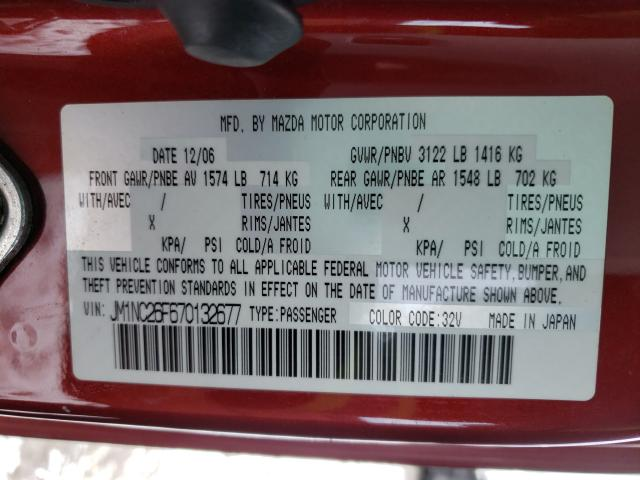 MFD. BY MAZDA MOTOR CORPORATION
DATE 12/06 GVWR/PNBV 3122 LB 1416 KG
FRONT GAWR/PNBE AV 1574 LB 714 KG REAR GAWR/PNBE AR 1548 LB 702 KG
WITH/AVEC / TIRES/PNEUS WITH/AVEC / TIRES/PNEUS
X RIMS/JANTES X RIMS/JANTES
KPA/ PSI COLD/A FROID KPA/ PSI COLD/A FROID
THIS VEHICLE CONFORMS TO ALL APPLICABLE FEDERAL MOTOR VEHICLE SAFETY, BUMPER, AND
THEFT PREVENTION STANDARDS IN EFFECT ON THE DATE OF MANUFACTURE SHOWN ABOVE.
VIN: JM1NC26F670132677 TYPE:PASSENGER COLOR CODE:32V MADE IN JAPAN